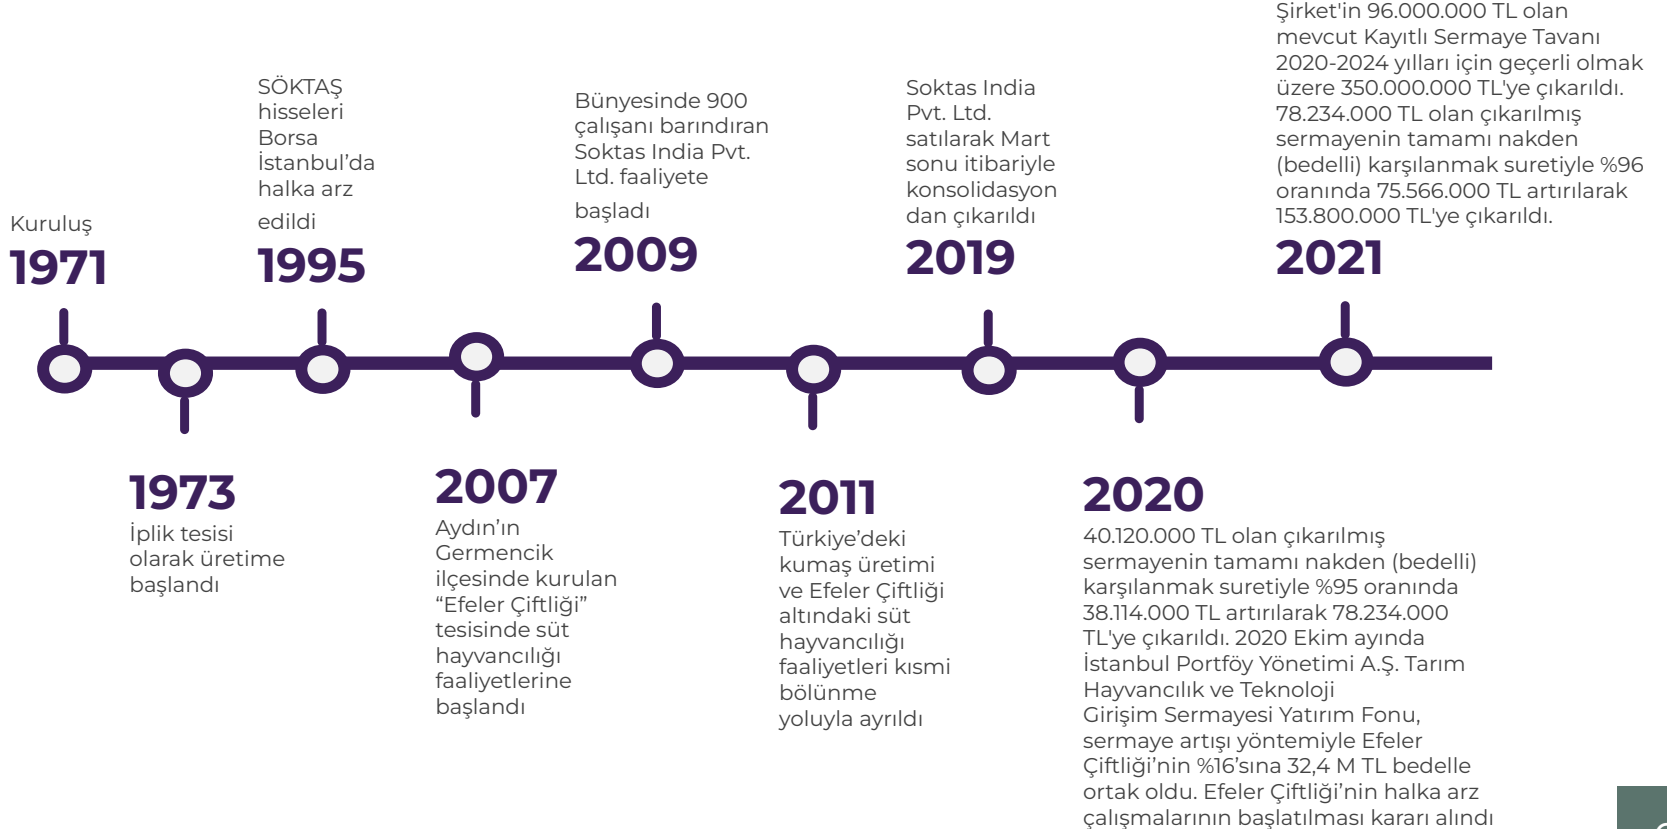 Kuruluş
1971
1973
İplik tesisi
olarak üretime
başlandı
SÖKTAŞ
hisseleri
Borsa
İstanbul’da
halka arz
edildi
1995
2007
Aydın’ın
Germencik
ilçesinde kurulan
“Efeler Çiftliği”
tesisinde süt
hayvancılığı
faaliyetlerine
başlandı
Bünyesinde 900
çalışanı barındıran
Soktas India Pvt.
Ltd. faaliyete
başladı
2009
2011
Türkiye’deki
kumaş üretimi
ve Efeler Çiftliği
altındaki süt
hayvancılığı
faaliyetleri kısmi
bölünme
yoluyla ayrıldı
Soktas India
Pvt. Ltd.
satılarak Mart
sonu itibariyle
konsolidasyon
dan çıkarıldı
2019
2020
40.120.000 TL olan çıkarılmış
sermayenin tamamı nakden (bedelli)
karşılanmak suretiyle %95 oranında
38.114.000 TL artırılarak 78.234.000
TL'ye çıkarıldı. 2020 Ekim ayında
İstanbul Portföy Yönetimi A.Ş. Tarım
Hayvancılık ve Teknoloji
Girişim Sermayesi Yatırım Fonu,
sermaye artışı yöntemiyle Efeler
Çiftliği’nin %16’sına 32,4 M TL bedelle
ortak oldu. Efeler Çiftliği’nin halka arz
çalışmalarının başlatılması kararı alındı
Şirket'in 96.000.000 TL olan
mevcut Kayıtlı Sermaye Tavanı
2020-2024 yılları için geçerli olmak
üzere 350.000.000 TL'ye çıkarıldı.
78.234.000 TL olan çıkarılmış
sermayenin tamamı nakden
(bedelli) karşılanmak suretiyle %96
oranında 75.566.000 TL artırılarak
153.800.000 TL'ye çıkarıldı.
2021